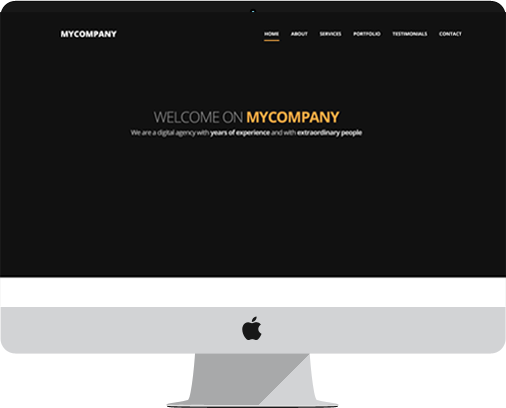 MYCOMPANY HOME ABOUT SERVICES PORTFOLIO TESTIMONIALS CONTACT
WELCOME ON MYCOMPANY
We are a digital agency with years of experience and with extraordinary people